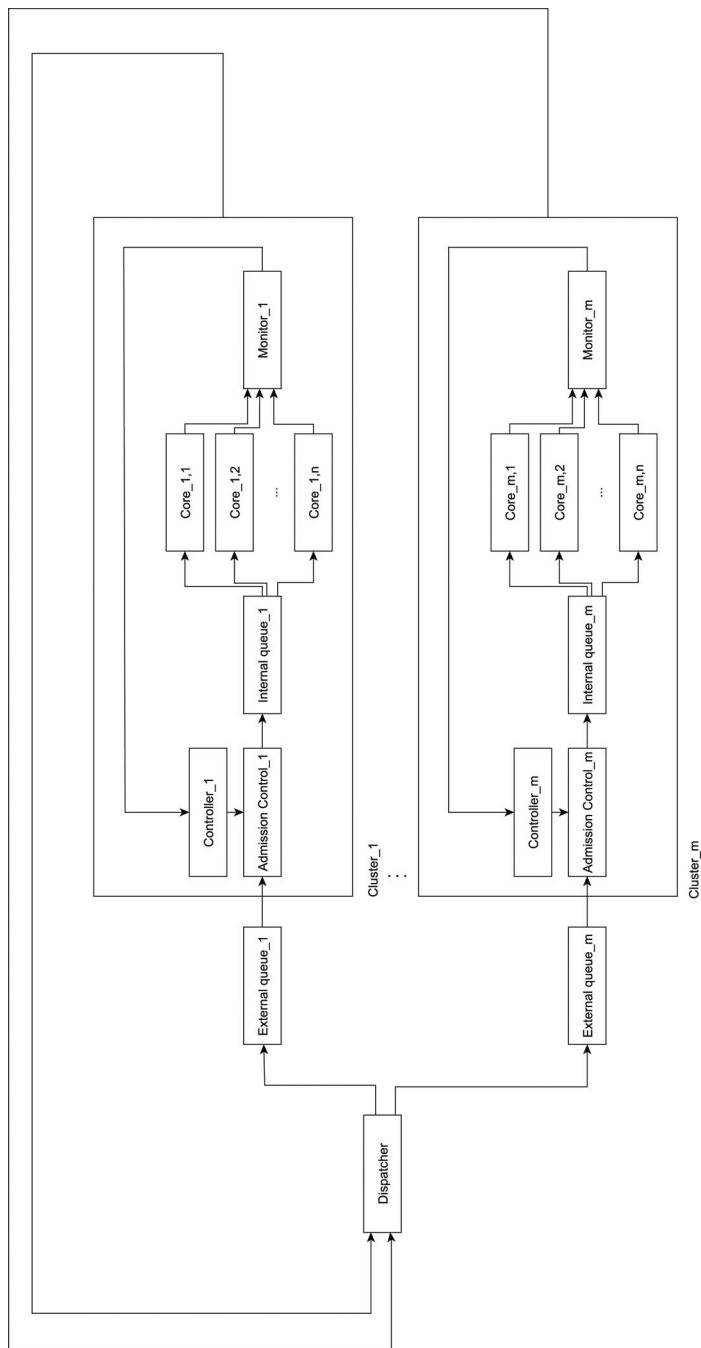 Dispatcher
External queue_1
Admission Control_1
Controller_1
Internal queue_1
Core_1,1
Core_1,2
...
Core_1,n
Monitor_1
Cluster_1
...
External queue_m
Admission Control_m
Controller_m
Internal queue_m
Core_m,1
Core_m,2
...
Core_m,n
Monitor_m
Cluster_m